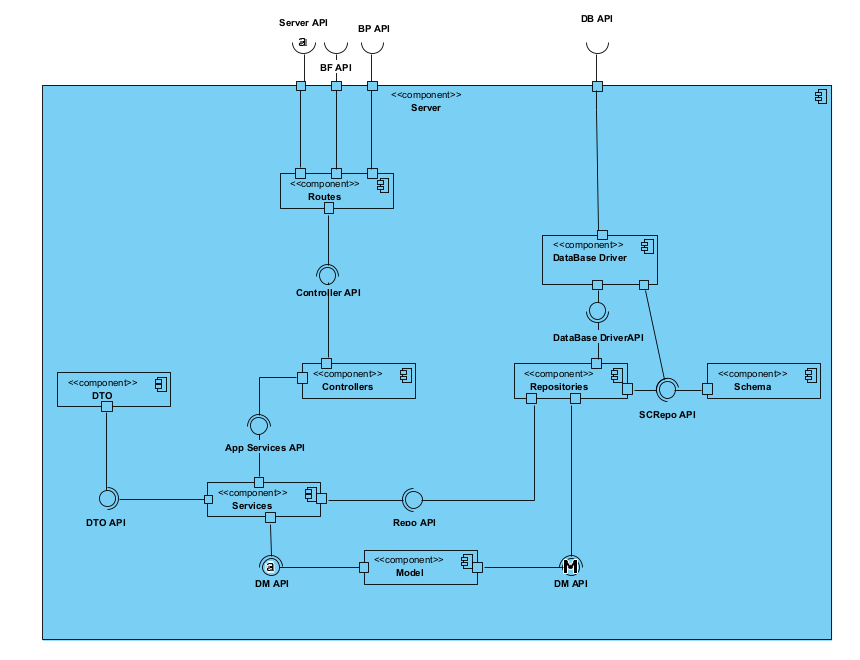 Server API
a
BP API
DB API
BF API
<<component>>
Server
<<component>>
Routes
<<component>>
DataBase Driver
Controller API
DataBase DriverAPI
<<component>>
DTO
<<component>>
Controllers
<<component>>
Repositories
<<component>>
Schema
SCRepo API
App Services API
<<component>>
Services
DTO API
Repo API
<<component>>
Model
a
M
DM API
DM API